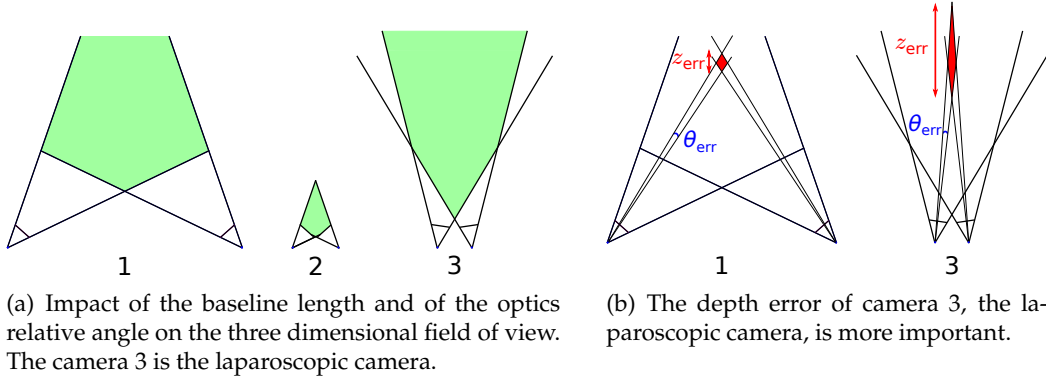 z_err
θ_err
z_err
θ_err
1
2
3
1
3
(a) Impact of the baseline length and of the optics
relative angle on the three dimensional field of view.
The camera 3 is the laparoscopic camera.
(b) The depth error of camera 3, the la-
paroscopic camera, is more important.